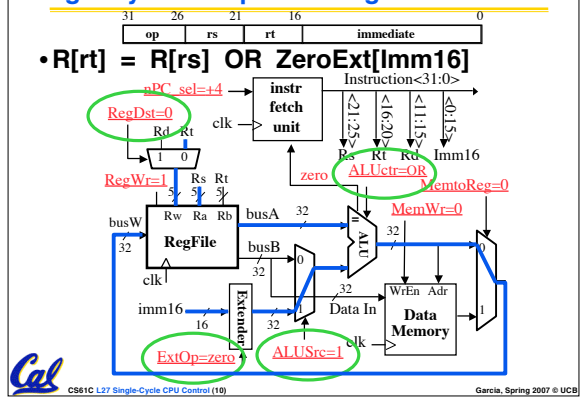 31 26 21 16 0
op rs rt immediate
• R[rt] = R[rs] OR ZeroExt[Imm16]
nPC_sel=+4
instr fetch unit
Instruction<31:0>
RegDst=0
clk
<21:25> <16:20> <11:15> <0:15>
Rd Rt
1 0
Rs Rt Rd Imm16
zero
ALUctr=OR
RegWr=1
Rs Rt
5 5 5
MemtoReg=0
MemWr=0
Rw Ra Rb
busA
32
busW
32
RegFile
=
ALU
32
0
busB
32
0
clk
32
WrEn Adr
imm16
16
Extender
32
1
Data In
Data Memory
1
clk
ExtOp=zero
ALUSrc=1
Cal
CS61C L27 Single-Cycle CPU Control (10)
Garcia, Spring 2007 © UCB